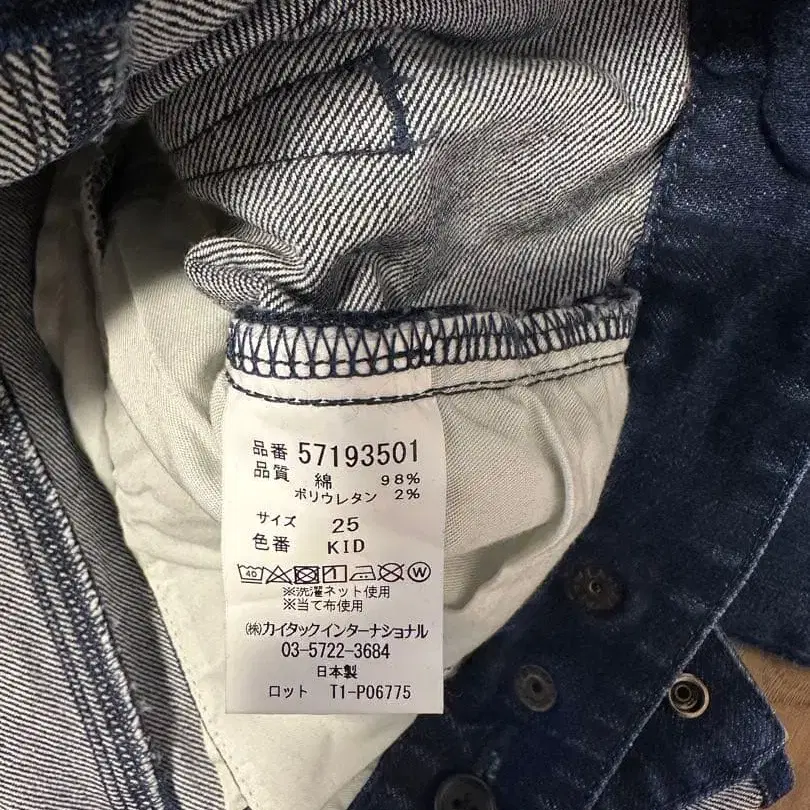 品番 57193501
品質 綿 98%
ポリウレタン 2%
サイズ 25
色番 KID
40 1 W
※洗濯ネット使用
※当て布使用
㈱カイタックインターナショナル
03-5722-3684
日本製
ロット T1-P06775